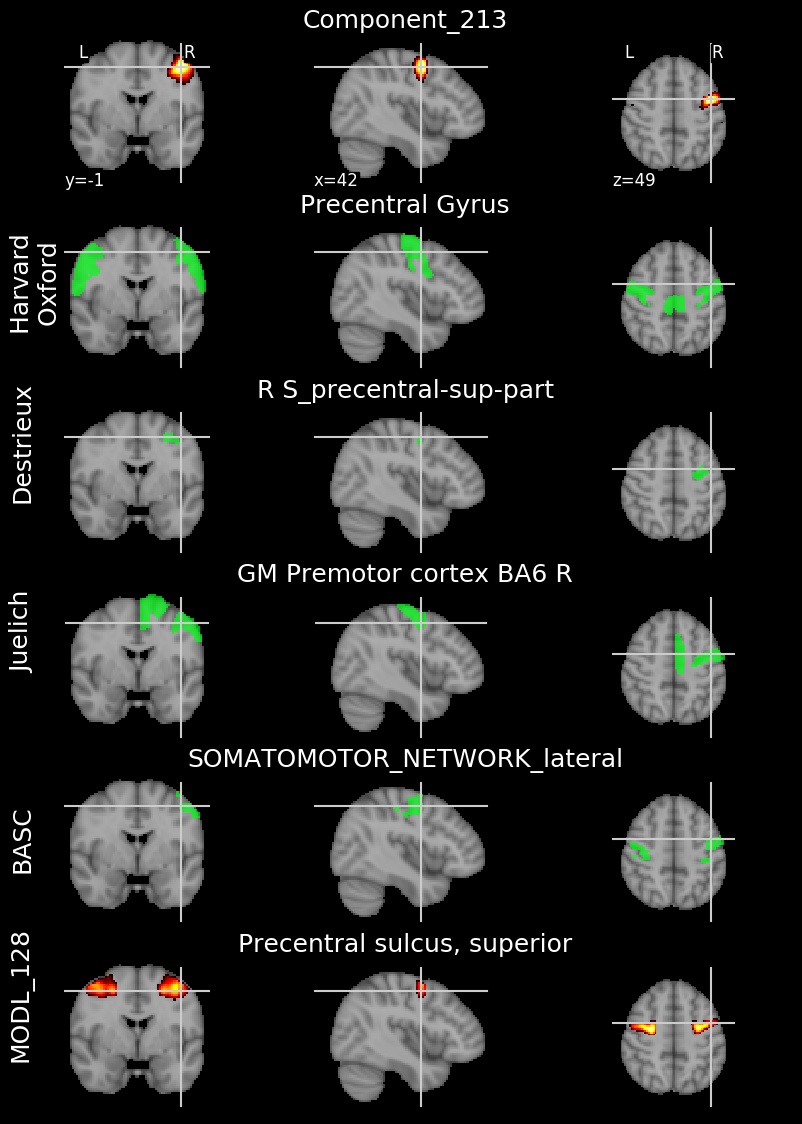 Component_213
L R
L R
y=-1
x=42
z=49
Precentral Gyrus
Harvard
Oxford
R S_precentral-sup-part
Destrieux
GM Premotor cortex BA6 R
Juelich
SOMATOMOTOR_NETWORK_lateral
BASC
Precentral sulcus, superior
MODL_128